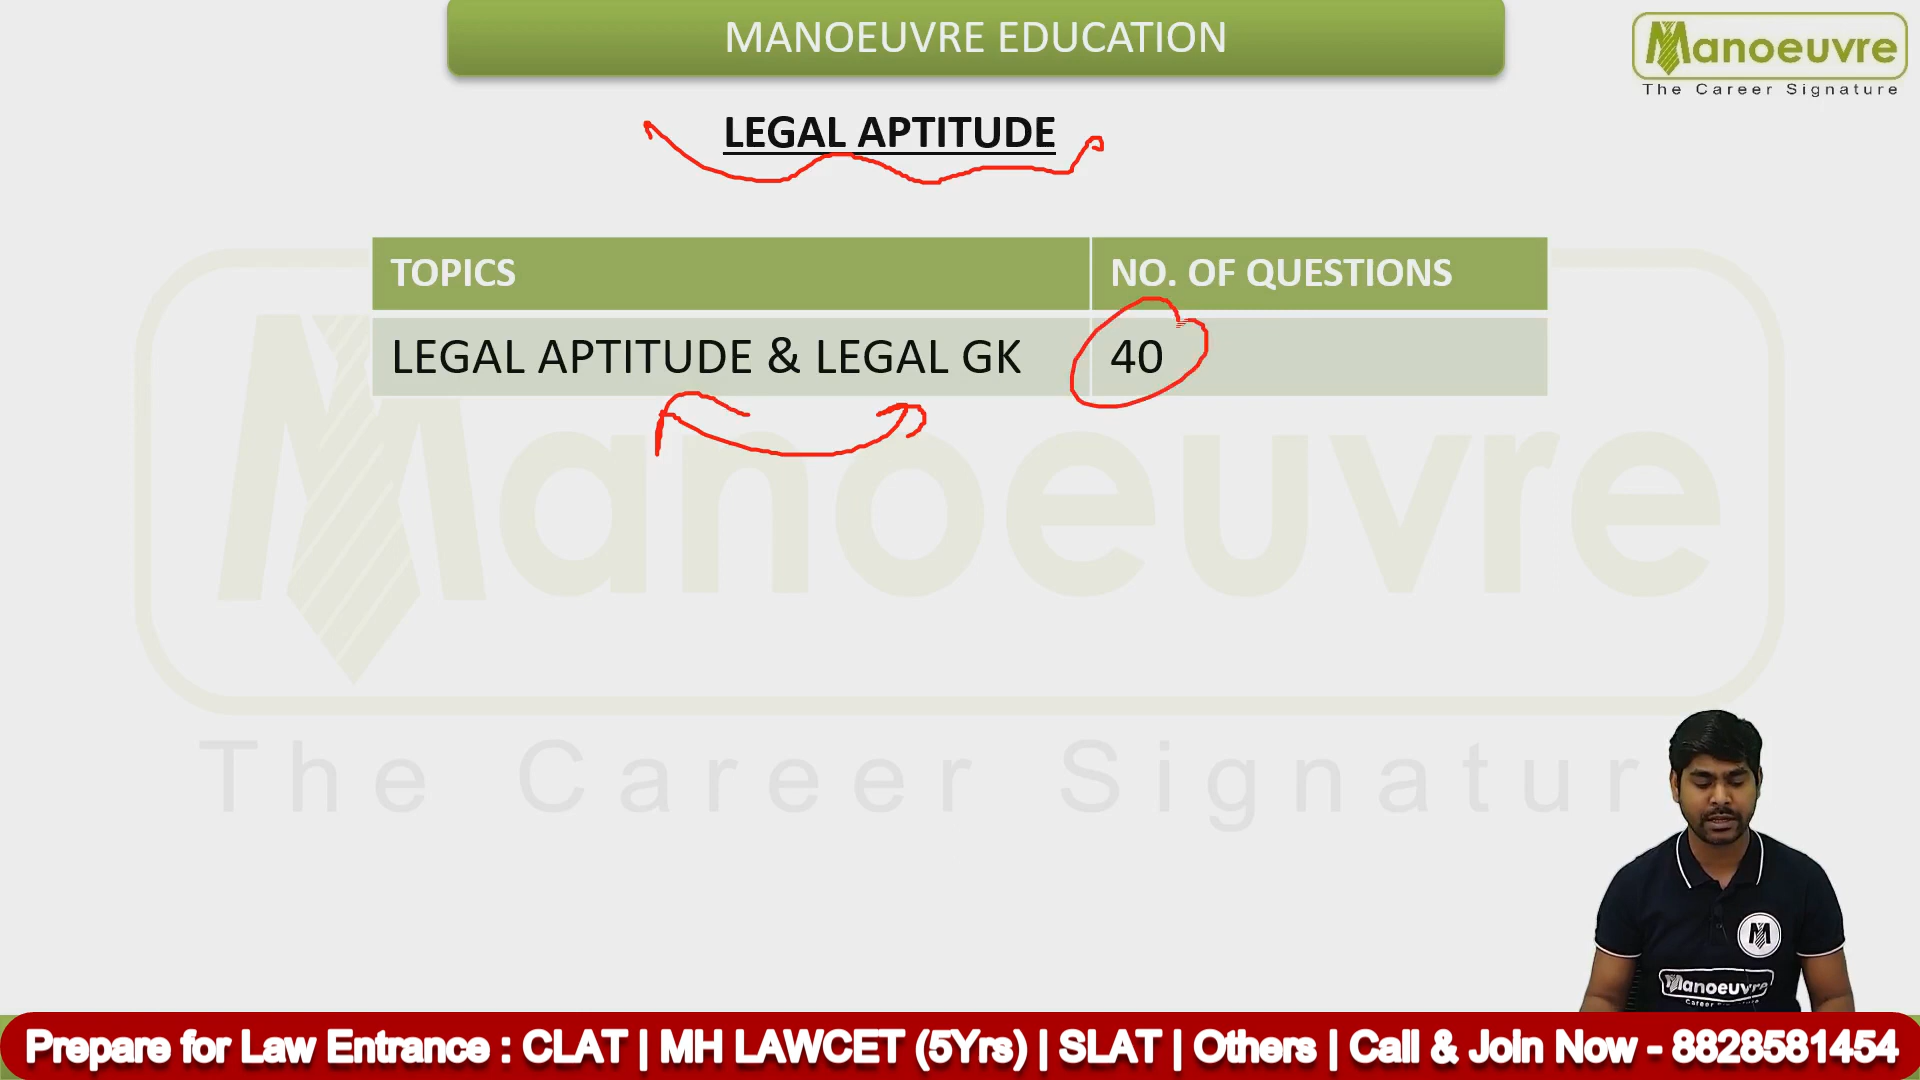 MANOEUVRE EDUCATION
Manoeuvre
The Career Signature
LEGAL APTITUDE
TOPICS NO. OF QUESTIONS
LEGAL APTITUDE & LEGAL GK 40
Manoeuvre
The Career Signatur
M
Manoeuvre
Prepare for Law Entrance : CLAT | MH LAWCET (5Yrs) | SLAT | Others | Call & Join Now - 8828581454